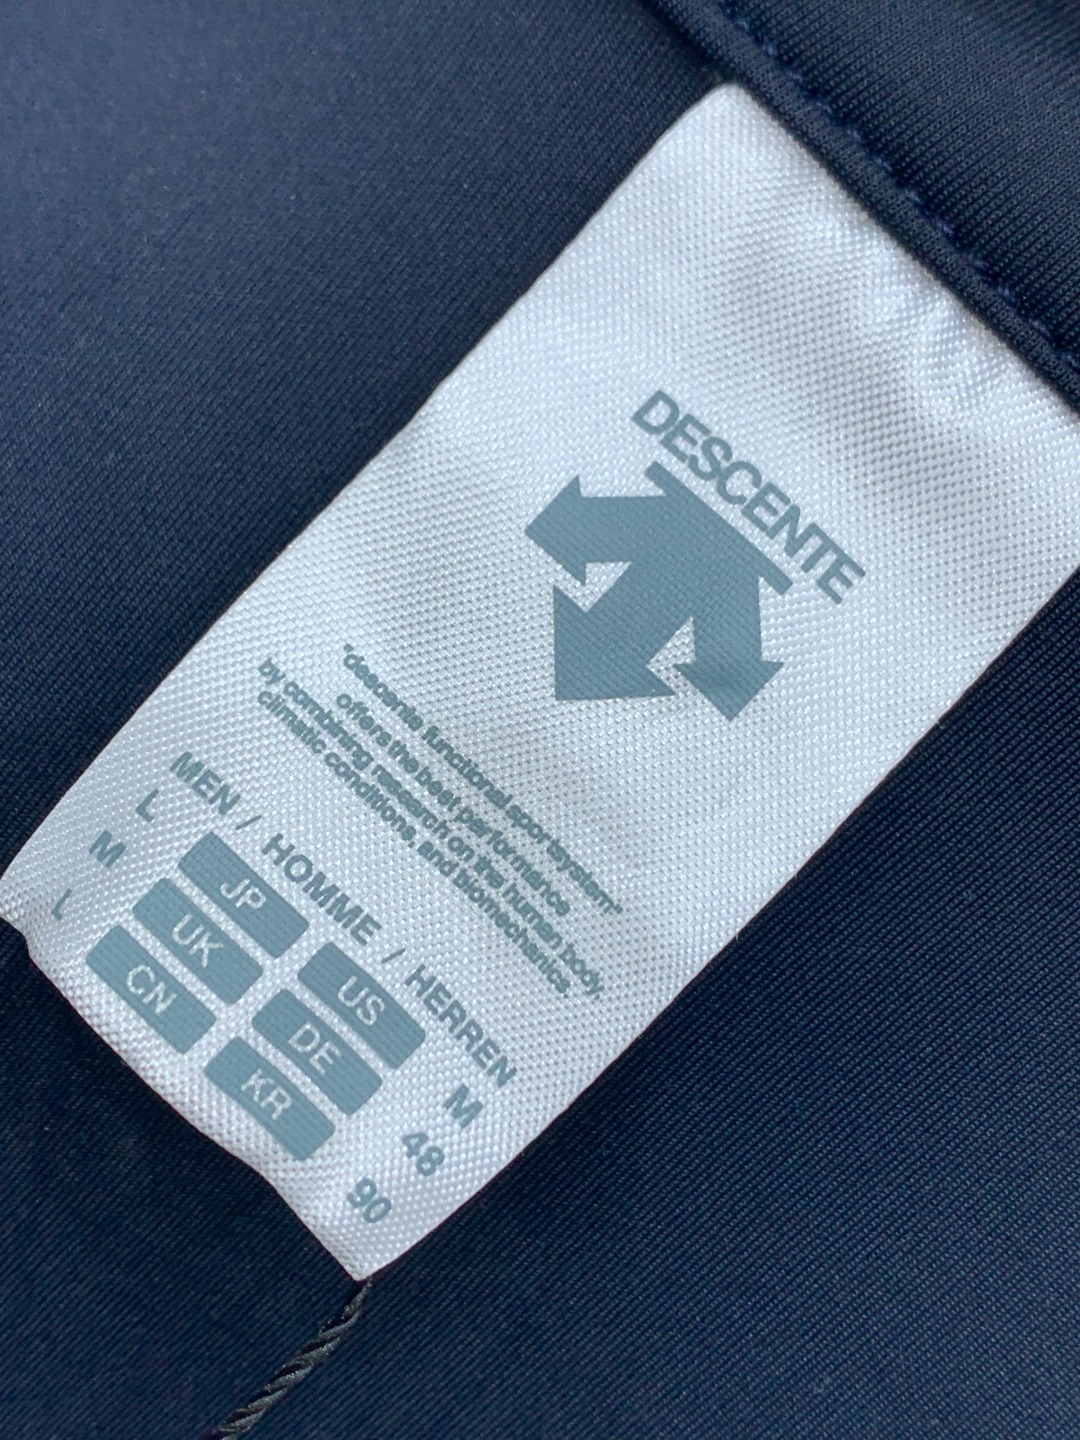 DESCENTE
"descente functional sportsystem"
offers the best performance
by combining research on the human body,
climatic conditions, and biomechanics.
MEN / HOMME / HERREN
L JP US M
M UK DE 48
L CN KR 90